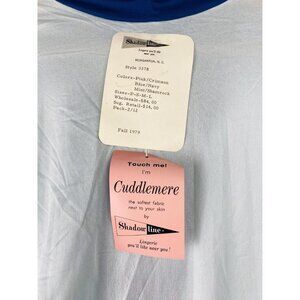 Shadowline
Lingerie you'll be
near you!
MORGANTON, N.C.
Style 3378
Colors-Pink/Crimson
Blue/Navy
Mint/Shamrock
Sizes-P-S-M-L
Wholesale-$84.00
Sug. Retail-$14.00
Pack-2/12
Fall 1979
Touch me!
I'm
Cuddlemere
the softest fabric
next to your skin
by
Shadowline
Lingerie
you'll like near you!